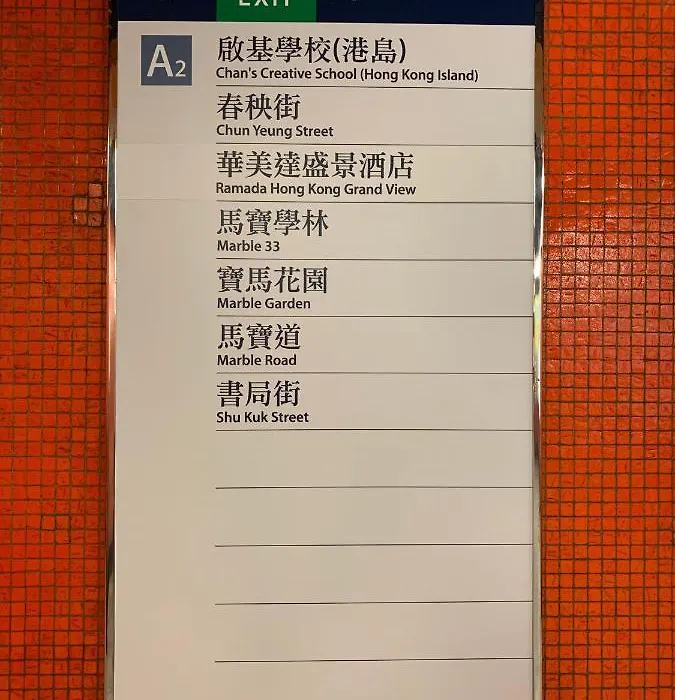 EXIT
A2
啟基學校(港島)
Chan's Creative School (Hong Kong Island)
春秧街
Chun Yeung Street
華美達盛景酒店
Ramada Hong Kong Grand View
馬寶學林
Marble 33
寶馬花園
Marble Garden
馬寶道
Marble Road
書局街
Shu Kuk Street